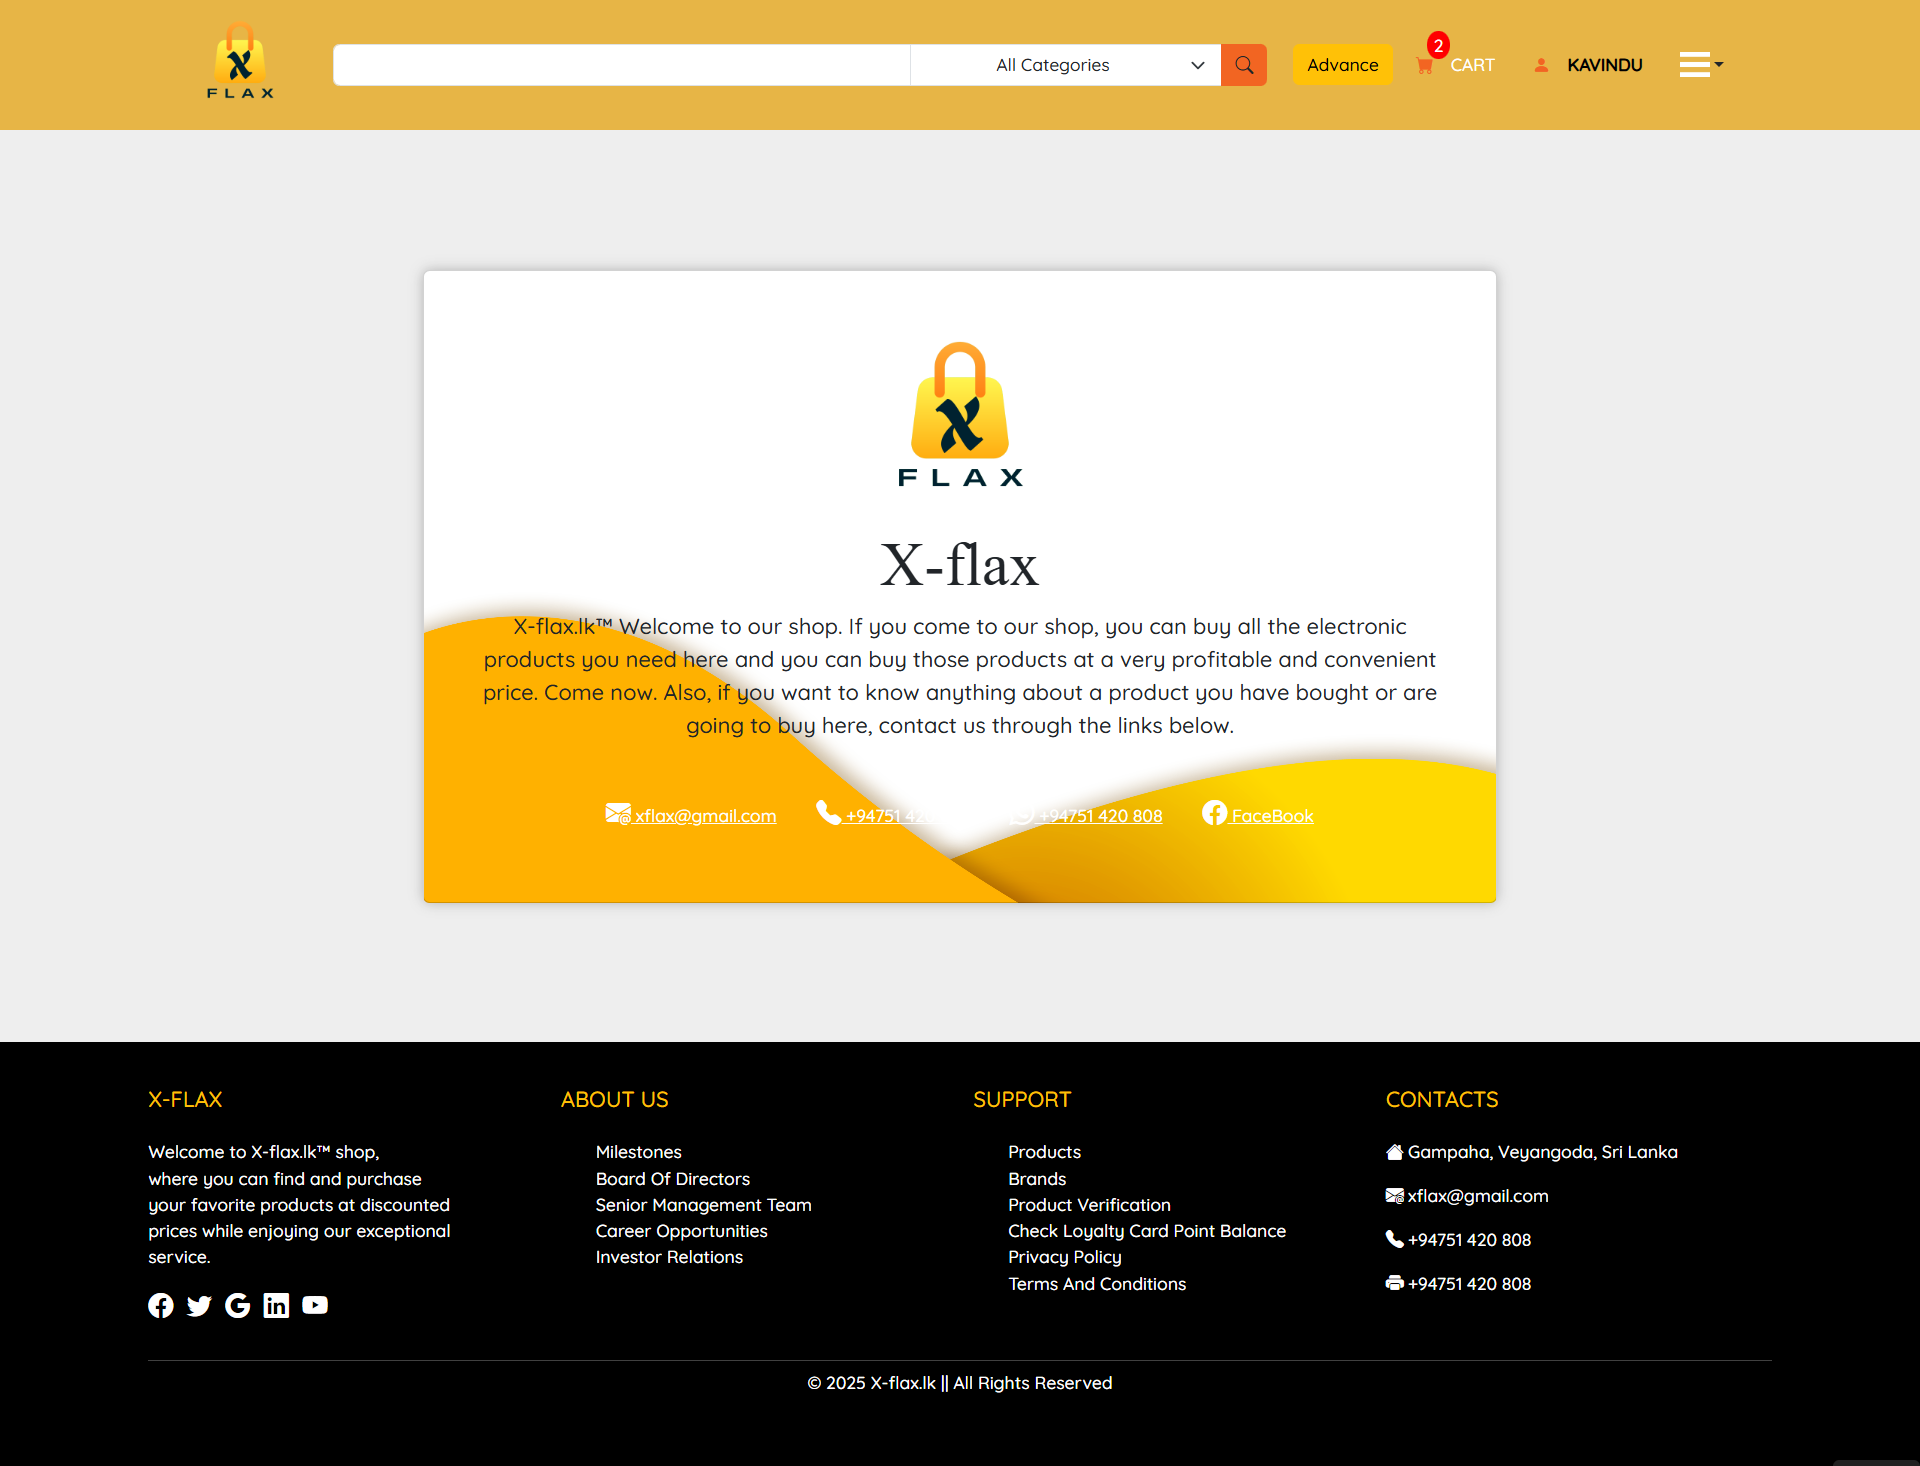 X
FLAX
All Categories
Advance
2
CART
KAVINDU
X
FLAX
X-flax
X-flax.lk™ Welcome to our shop. If you come to our shop, you can buy all the electronic
products you need here and you can buy those products at a very profitable and convenient
price. Come now. Also, if you want to know anything about a product you have bought or are
going to buy here, contact us through the links below.
xflax@gmail.com
+94751 420
+94751 420 808
FaceBook
X-FLAX
Welcome to X-flax.lk™ shop,
where you can find and purchase
your favorite products at discounted
prices while enjoying our exceptional
service.
ABOUT US
Milestones
Board Of Directors
Senior Management Team
Career Opportunities
Investor Relations
SUPPORT
Products
Brands
Product Verification
Check Loyalty Card Point Balance
Privacy Policy
Terms And Conditions
CONTACTS
Gampaha, Veyangoda, Sri Lanka
xflax@gmail.com
+94751 420 808
+94751 420 808
© 2025 X-flax.lk || All Rights Reserved